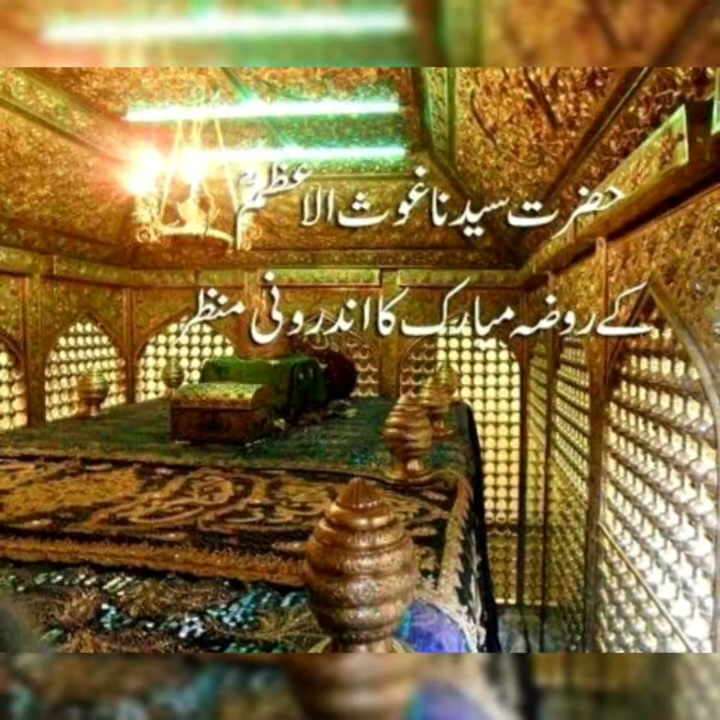 حضرت سیدنا غوث الاعظمؓ
کے روضہ مبارک کا اندرونی منظر